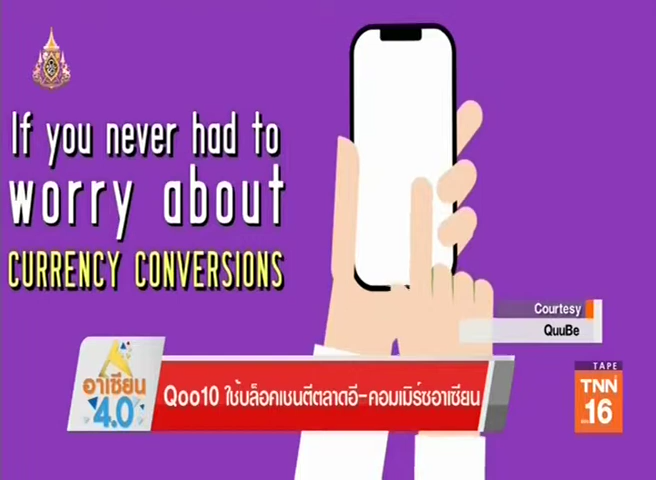 If you never had to
worry about
CURRENCY CONVERSIONS
Courtesy
QuuBe
อาเซียน
4.0
Qoo10 ใช้บล็อคเชนตีตลาดอี-คอมเมิร์ซอาเซียน
TAPE
TNN
16